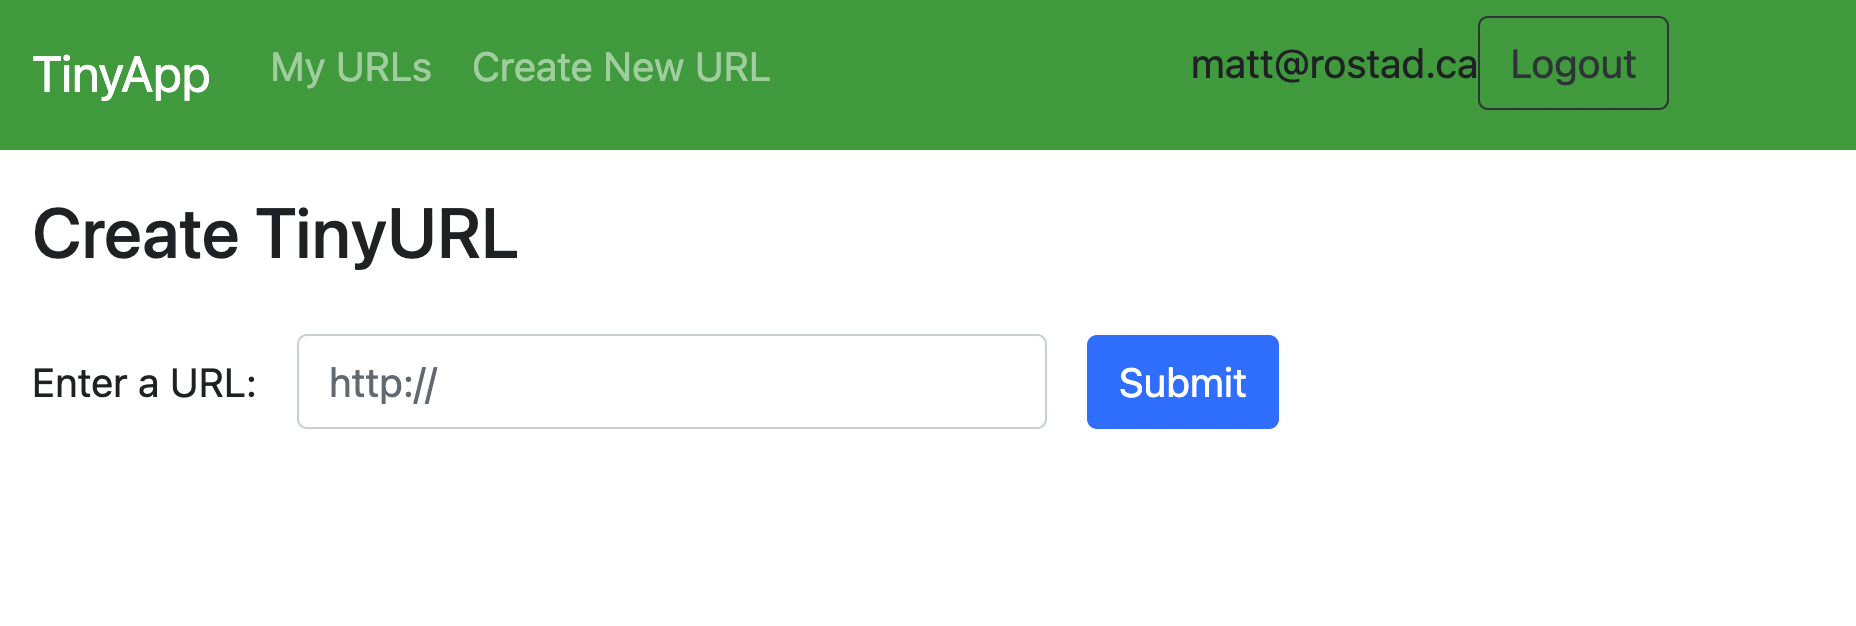 TinyApp My URLs Create New URL matt@rostad.ca Logout
Create TinyURL
Enter a URL: http:// Submit